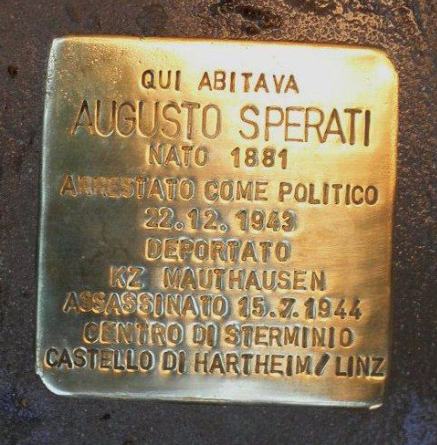 QUI ABITAVA
AUGUSTO SPERATI
NATO 1881
ARRESTATO COME POLITICO
22.12.1943
DEPORTATO
KZ MAUTHAUSEN
ASSASSINATO 15.7.1944
CENTRO DI STERMINIO
CASTELLO DI HARTHEIM/LINZ